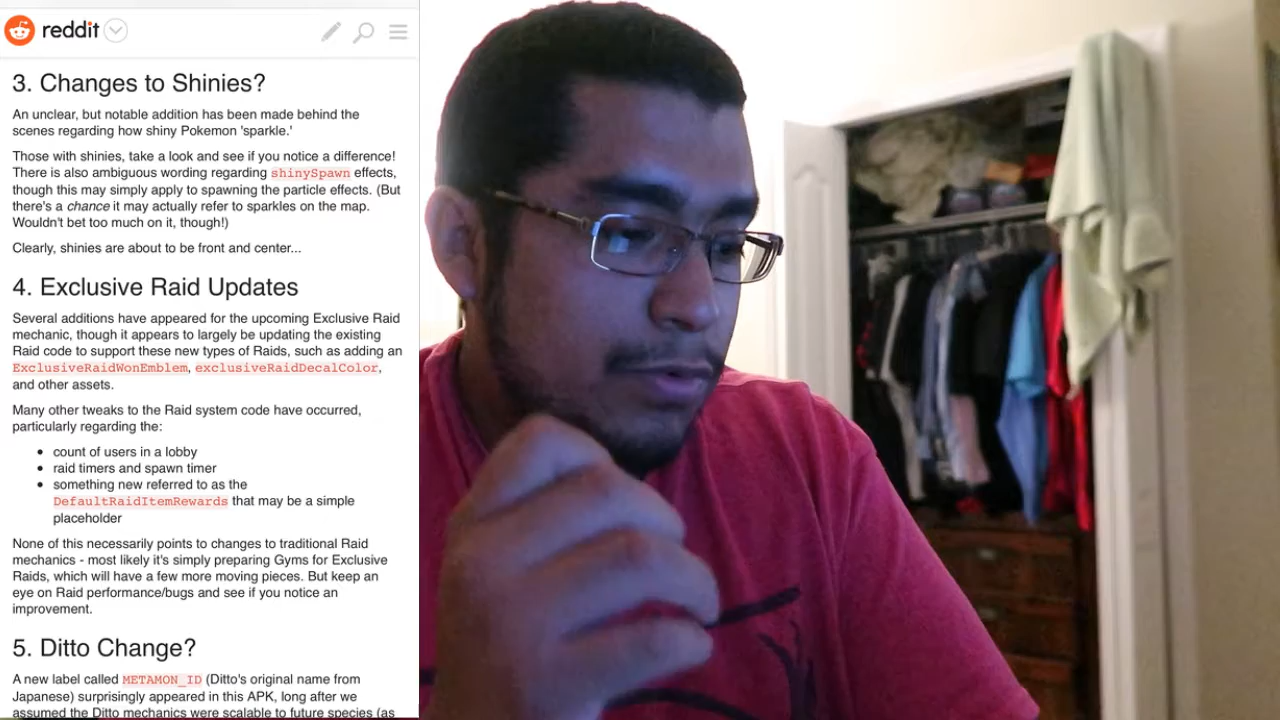 reddit
3. Changes to Shinies?
An unclear, but notable addition has been made behind the
scenes regarding how shiny Pokemon 'sparkle.'
Those with shinies, take a look and see if you notice a difference!
There is also ambiguous wording regarding shinySpawn effects,
though this may simply apply to spawning the particle effects. (But
there's a chance it may actually refer to sparkles on the map.
Wouldn't bet too much on it, though!)
Clearly, shinies are about to be front and center...
4. Exclusive Raid Updates
Several additions have appeared for the upcoming Exclusive Raid
mechanic, though it appears to largely be updating the existing
Raid code to support these new types of Raids, such as adding an
ExclusiveRaidWonEmblem, exclusiveRaidDecalColor,
and other assets.
Many other tweaks to the Raid system code have occurred,
particularly regarding the:
• count of users in a lobby
• raid timers and spawn timer
• something new referred to as the
DefaultRaidItemRewards that may be a simple
placeholder
None of this necessarily points to changes to traditional Raid
mechanics - most likely it's simply preparing Gyms for Exclusive
Raids, which will have a few more moving pieces. But keep an
eye on Raid performance/bugs and see if you notice an
improvement.
5. Ditto Change?
A new label called METAMON_ID (Ditto's original name from
Japanese) surprisingly appeared in this APK, long after we
assumed the Ditto mechanics were scalable to future species (as